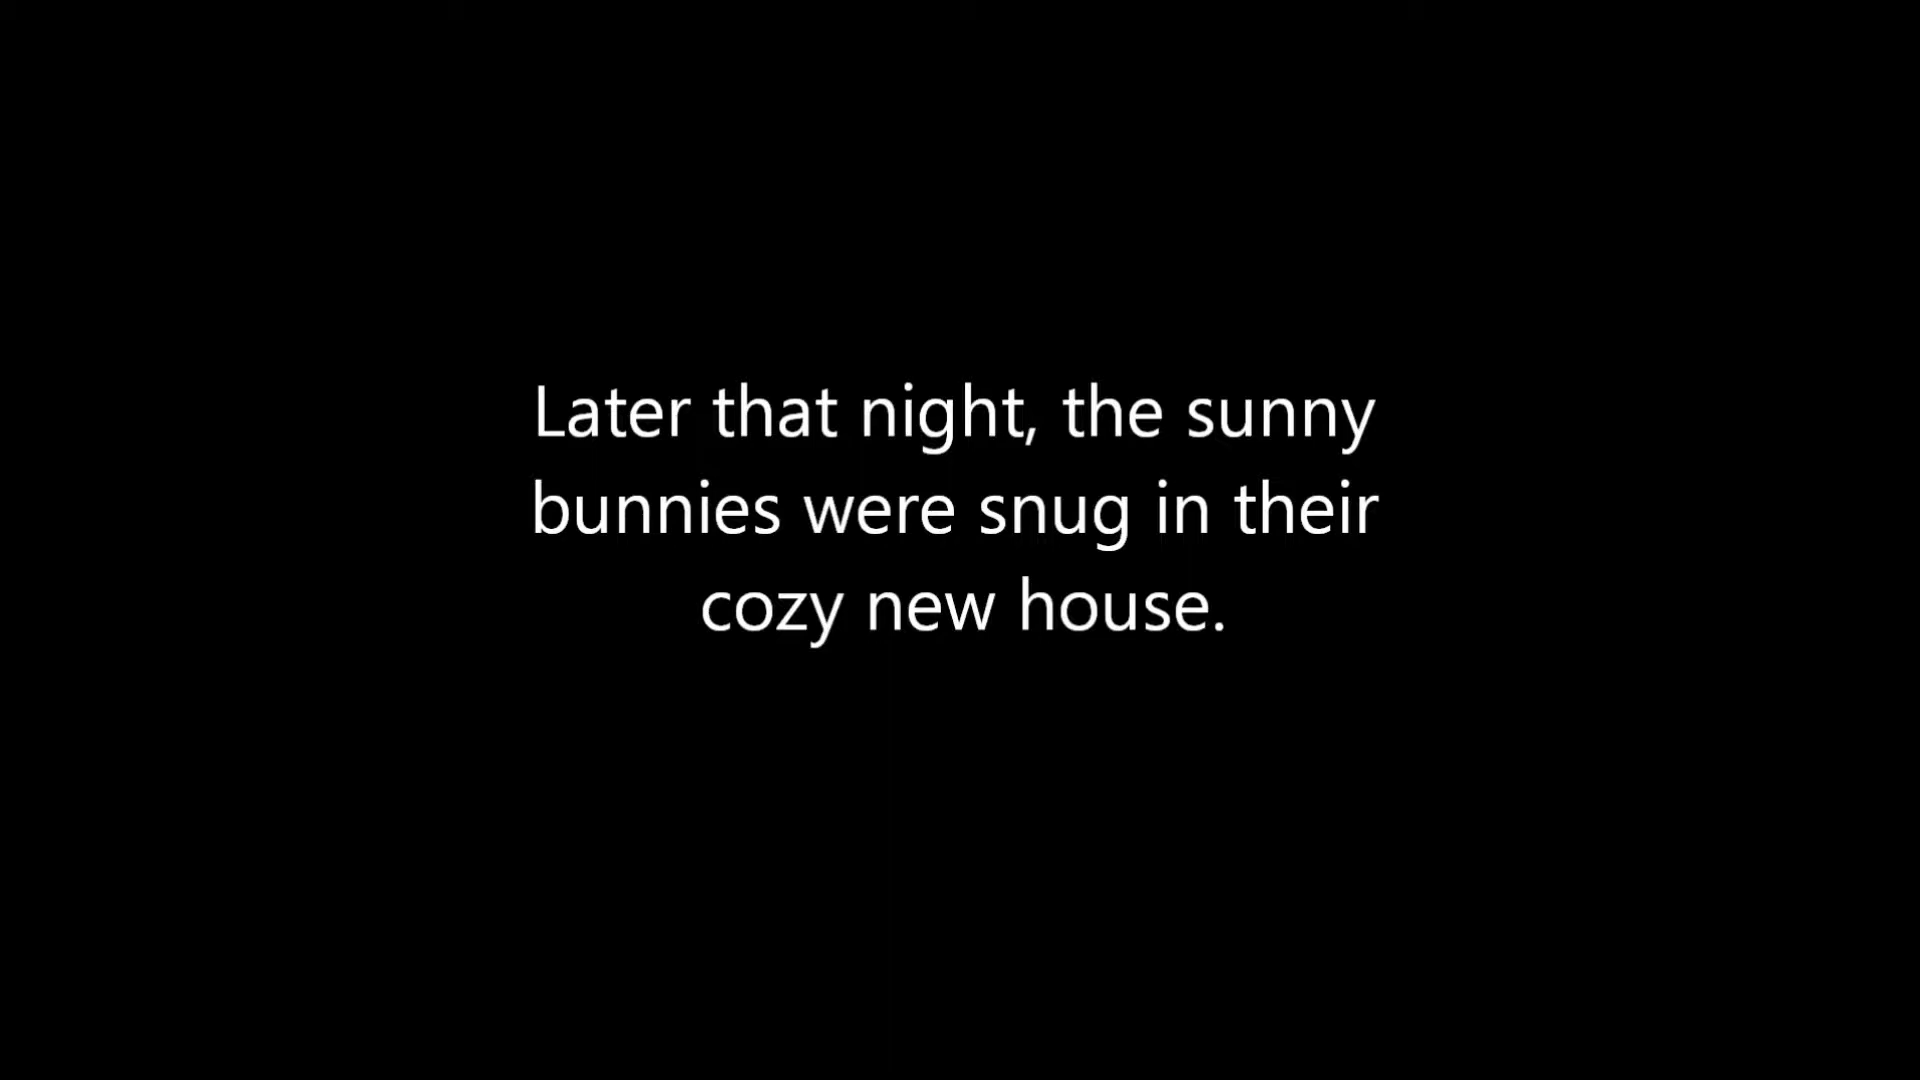 Later that night, the sunny
bunnies were snug in their
cozy new house.